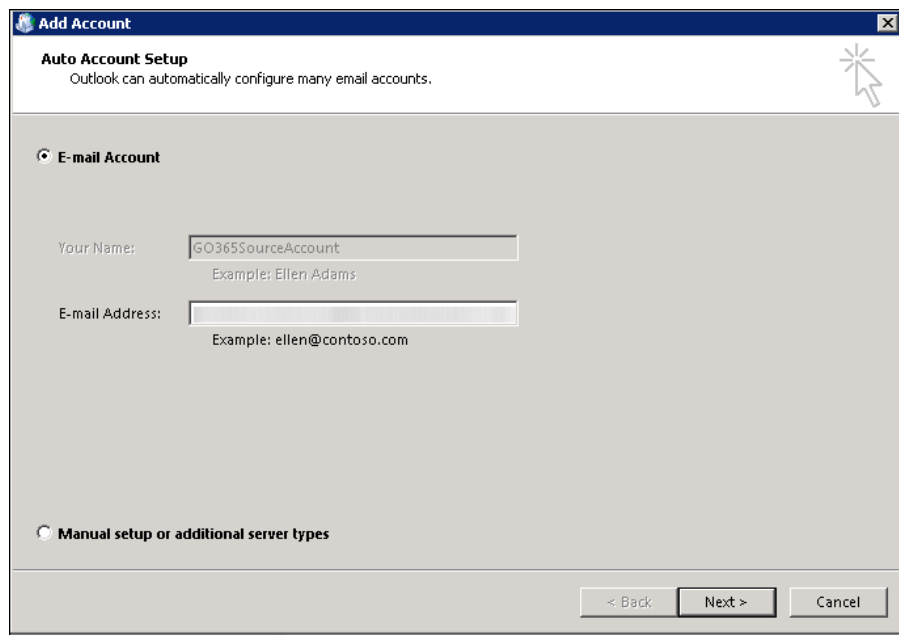 Add Account
Auto Account Setup
Outlook can automatically configure many email accounts.
E-mail Account
Your Name: GO365SourceAccount
Example: Ellen Adams
E-mail Address:
Example: ellen@contoso.com
Manual setup or additional server types
< Back Next > Cancel